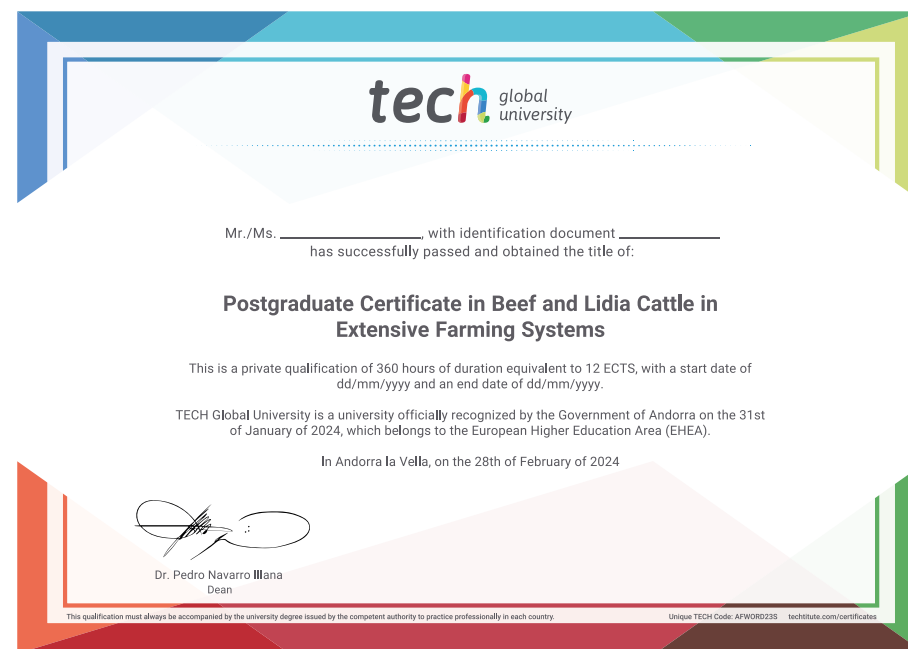 tech global university
Mr./Ms. ____________________, with identification document ______________
has successfully passed and obtained the title of:
Postgraduate Certificate in Beef and Lidia Cattle in
Extensive Farming Systems
This is a private qualification of 360 hours of duration equivalent to 12 ECTS, with a start date of
dd/mm/yyyy and an end date of dd/mm/yyyy.
TECH Global University is a university officially recognized by the Government of Andorra on the 31st
of January of 2024, which belongs to the European Higher Education Area (EHEA).
In Andorra la Vella, on the 28th of February of 2024
Dr. Pedro Navarro Illana
Dean
This qualification must always be accompanied by the university degree issued by the competent authority to practice professionally in each country.
Unique TECH Code: AFWORD23S techtitute.com/certificates